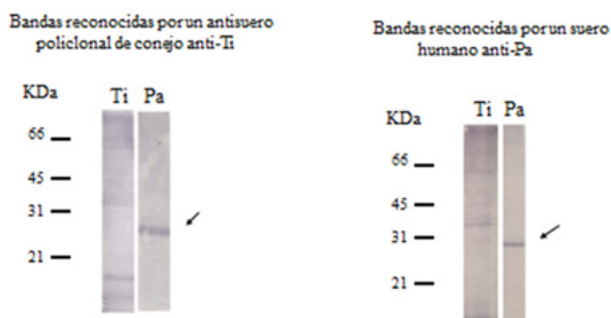 Bandas reconocidas por un antisuero
policlonal de conejo anti-Ti
KDa
Ti Pa
66
45
31
21
Bandas reconocidas por un suero
humano anti-Pa
KDa
Ti Pa
66
45
31
21